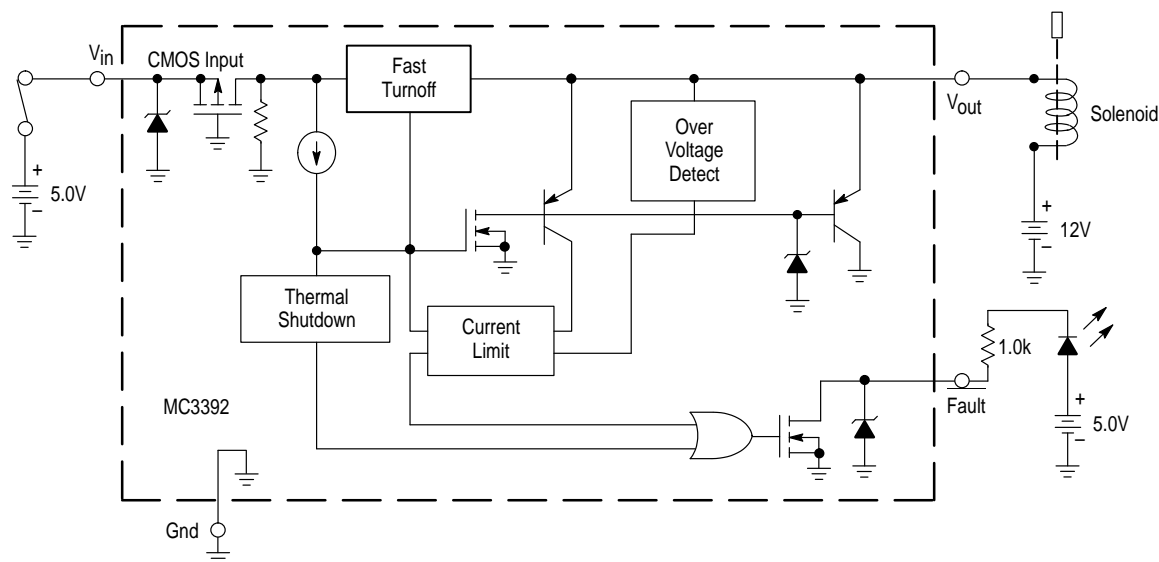 Vin
CMOS Input
Fast
Turnoff
Vout
Solenoid
Over
Voltage
Detect
+
5.0V
−
+
12V
−
Thermal
Shutdown
Current
Limit
1.0k
MC3392
Fault
+
5.0V
−
Gnd